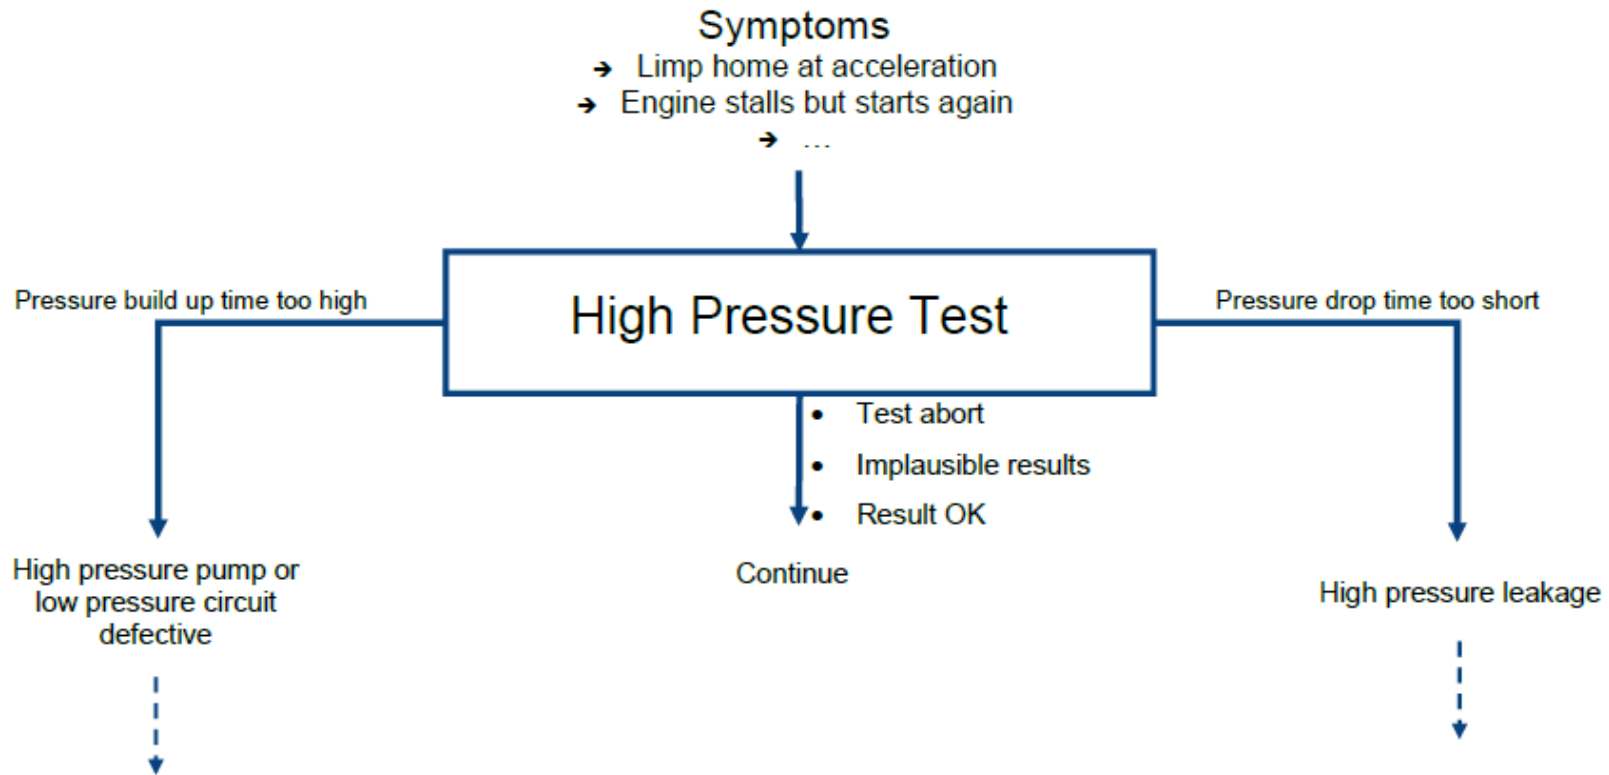 Symptoms
➔ Limp home at acceleration
➔ Engine stalls but starts again
➔ ...
Pressure build up time too high
High Pressure Test
Pressure drop time too short
• Test abort
• Implausible results
• Result OK
High pressure pump or
low pressure circuit
defective
Continue
High pressure leakage